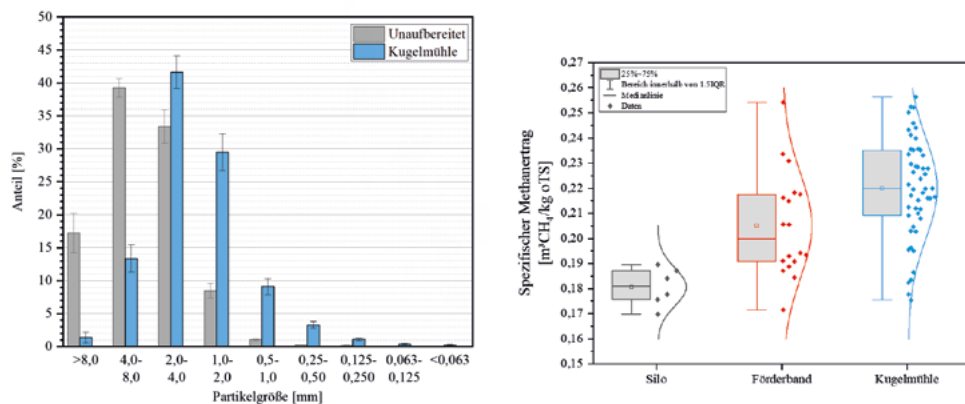 50
45
40
35
30
25
20
15
10
5
0
Anteil [%]
Unaufbereitet
Kugelmühle
>8,0 4,0- 2,0- 1,0- 0,5- 0,25- 0,125- 0,063- <0,063
8,0 4,0 2,0 1,0 0,50 0,250 0,125
Partikelgröße [mm]
0,27
0,26
0,25
0,24
0,23
0,22
0,21
0,20
0,19
0,18
0,17
0,16
0,15
Spezifischer Methanertrag
[m³CH₄/kg oTS]
25%~75%
Bereich innerhalb von 1.5IQR
Medianlinie
Daten
Silo Förderband Kugelmühle